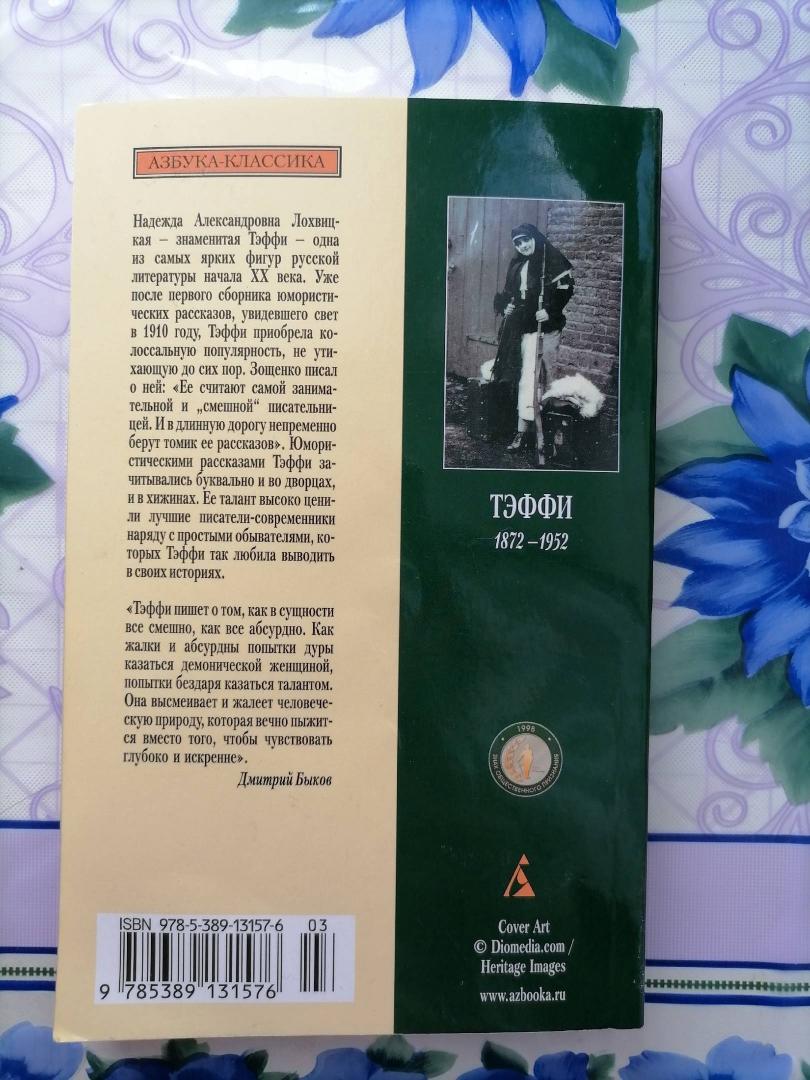 АЗБУКА-КЛАССИКА
Надежда Александровна Лохвиц-
кая – знаменитая Тэффи – одна
из самых ярких фигур русской
литературы начала XX века. Уже
после первого сборника юмористи-
ческих рассказов, увидевшего свет
в 1910 году, Тэффи приобрела ко-
лоссальную популярность, не ути-
хающую до сих пор. Зощенко писал
о ней: «Ее считают самой занима-
тельной и „смешной“ писательни-
цей. И в длинную дорогу непременно
берут томик ее рассказов». Юмори-
стическими рассказами Тэффи за-
читывались буквально и во дворцах,
и в хижинах. Ее талант высоко цени-
ли лучшие писатели-современники
наряду с простыми обывателями, ко-
торых Тэффи так любила выводить
в своих историях.
«Тэффи пишет о том, как в сущности
все смешно, как все абсурдно. Как
жалки и абсурдны попытки дуры
казаться демонической женщиной,
попытки бездаря казаться талантом.
Она высмеивает и жалеет человече-
скую природу, которая вечно пыжит-
ся вместо того, чтобы чувствовать
глубоко и искренне».
Дмитрий Быков
ISBN 978-5-389-13157-6
03
9 785389 131576
ТЭФФИ
1872 – 1952
1998
ЗНАК ОБЩЕСТВЕННОГО ПРИЗНАНИЯ
Cover Art
© Diomedia.com /
Heritage Images
www.azbooka.ru